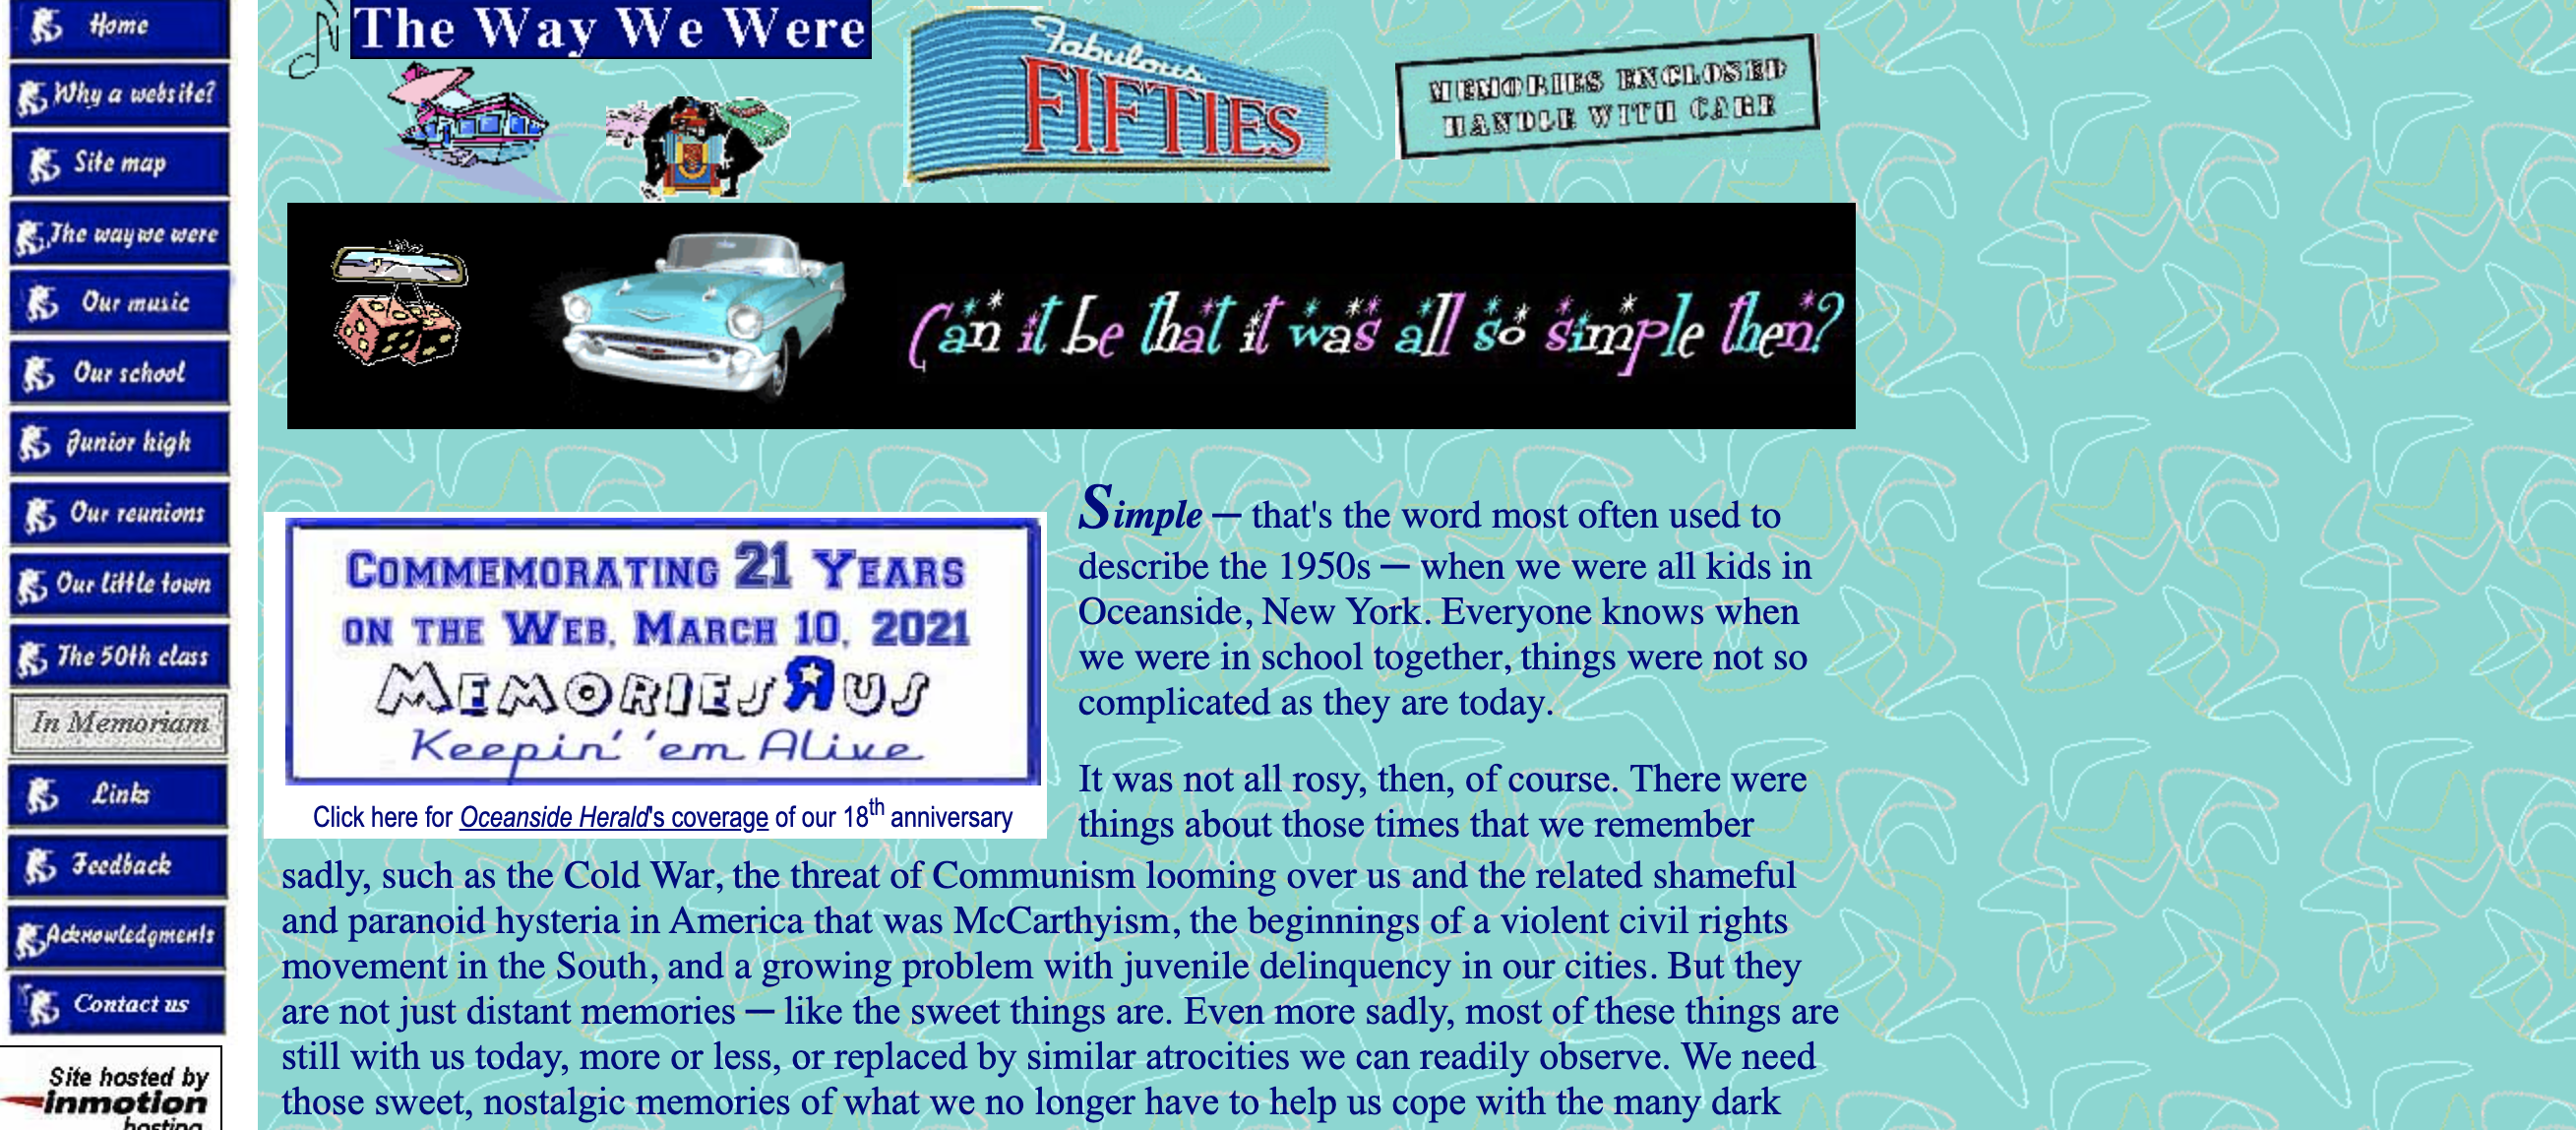 Home
Why a website?
Site map
The way we were
Our music
Our school
Junior high
Our reunions
Our little town
The 50th class
In Memoriam
Links
Feedback
Acknowledgments
Contact us
Site hosted by
inmotion
hosting
The Way We Were
Fabulous
FIFTIES
MEMORIES ENCLOSED
HANDLE WITH CARE
Can it be that it was all so simple then?
COMMEMORATING 21 YEARS
ON THE WEB, MARCH 10, 2021
MEMORIES R US
Keepin' 'em Alive
Click here for Oceanside Herald's coverage of our 18th anniversary
Simple — that's the word most often used to
describe the 1950s — when we were all kids in
Oceanside, New York. Everyone knows when
we were in school together, things were not so
complicated as they are today.
It was not all rosy, then, of course. There were
things about those times that we remember
sadly, such as the Cold War, the threat of Communism looming over us and the related shameful
and paranoid hysteria in America that was McCarthyism, the beginnings of a violent civil rights
movement in the South, and a growing problem with juvenile delinquency in our cities. But they
are not just distant memories — like the sweet things are. Even more sadly, most of these things are
still with us today, more or less, or replaced by similar atrocities we can readily observe. We need
those sweet, nostalgic memories of what we no longer have to help us cope with the many dark